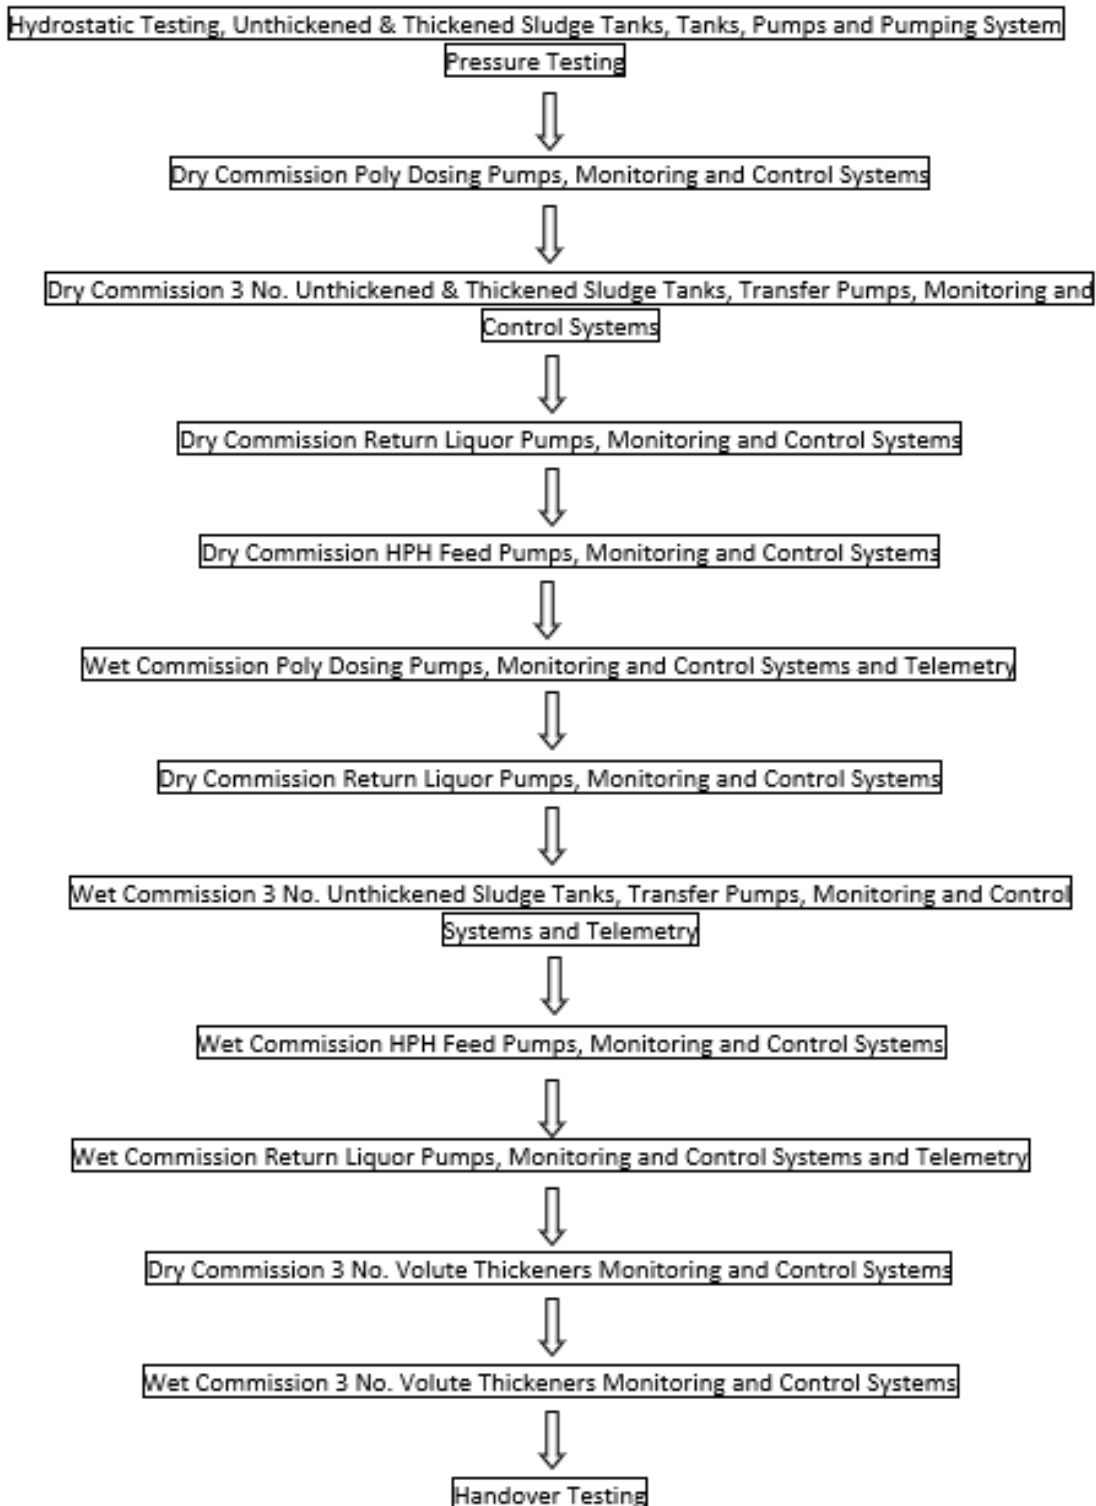 Hydrostatic Testing, Unthickened & Thickened Sludge Tanks, Tanks, Pumps and Pumping System
Pressure Testing
Dry Commission Poly Dosing Pumps, Monitoring and Control Systems
Dry Commission 3 No. Unthickened & Thickened Sludge Tanks, Transfer Pumps, Monitoring and
Control Systems
Dry Commission Return Liquor Pumps, Monitoring and Control Systems
Dry Commission HPH Feed Pumps, Monitoring and Control Systems
Wet Commission Poly Dosing Pumps, Monitoring and Control Systems and Telemetry
Dry Commission Return Liquor Pumps, Monitoring and Control Systems
Wet Commission 3 No. Unthickened Sludge Tanks, Transfer Pumps, Monitoring and Control
Systems and Telemetry
Wet Commission HPH Feed Pumps, Monitoring and Control Systems
Wet Commission Return Liquor Pumps, Monitoring and Control Systems and Telemetry
Dry Commission 3 No. Volute Thickeners Monitoring and Control Systems
Wet Commission 3 No. Volute Thickeners Monitoring and Control Systems
Handover Testing